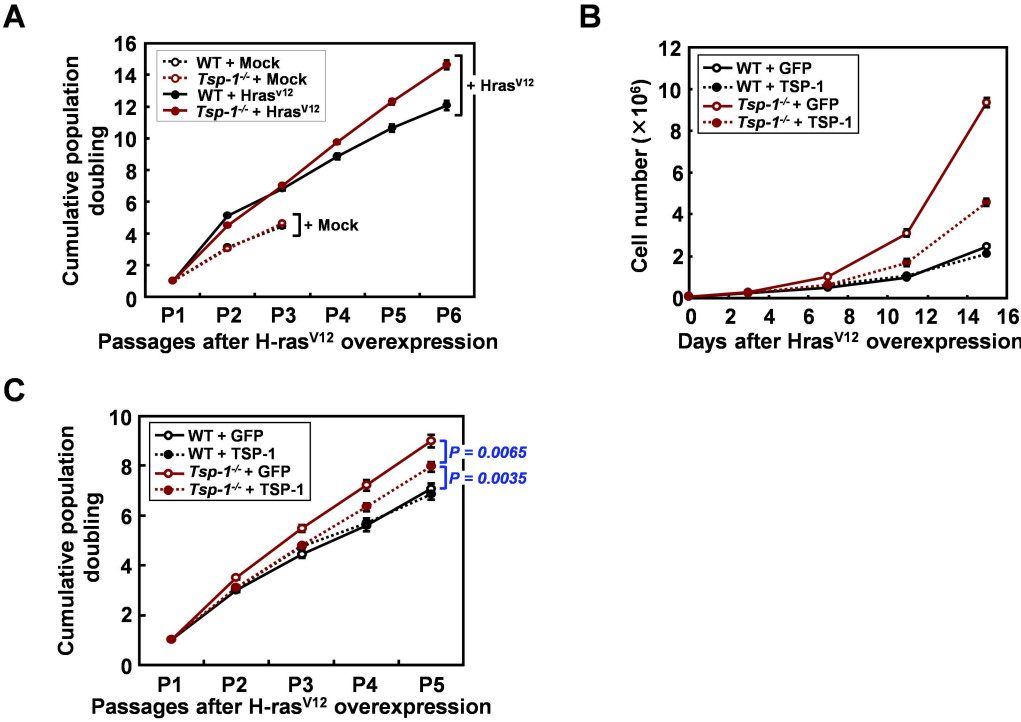 A
Cumulative population
doubling
16
14
12
10
8
6
4
2
0
WT + Mock
Tsp-1⁻/⁻ + Mock
WT + Hrasⱽ¹²
Tsp-1⁻/⁻ + Hrasⱽ¹²
+ Hrasⱽ¹²
+ Mock
P1 P2 P3 P4 P5 P6
Passages after H-rasⱽ¹² overexpression
B
Cell number (×10⁶)
12
10
8
6
4
2
0
WT + GFP
WT + TSP-1
Tsp-1⁻/⁻ + GFP
Tsp-1⁻/⁻ + TSP-1
0 2 4 6 8 10 12 14 16
Days after Hrasⱽ¹² overexpression
C
Cumulative population
doubling
10
8
6
4
2
0
WT + GFP
WT + TSP-1
Tsp-1⁻/⁻ + GFP
Tsp-1⁻/⁻ + TSP-1
P = 0.0065
P = 0.0035
P1 P2 P3 P4 P5
Passages after H-rasⱽ¹² overexpression